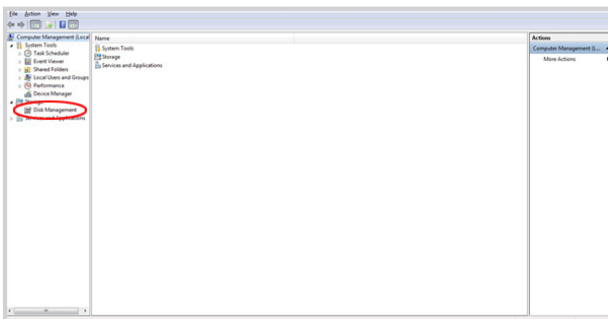 File Action View Help
Computer Management (Local
System Tools
Task Scheduler
Event Viewer
Shared Folders
Local Users and Groups
Performance
Device Manager
Storage
Disk Management
Services and Applications
Name
System Tools
Storage
Services and Applications
Actions
Computer Management (L...
More Actions